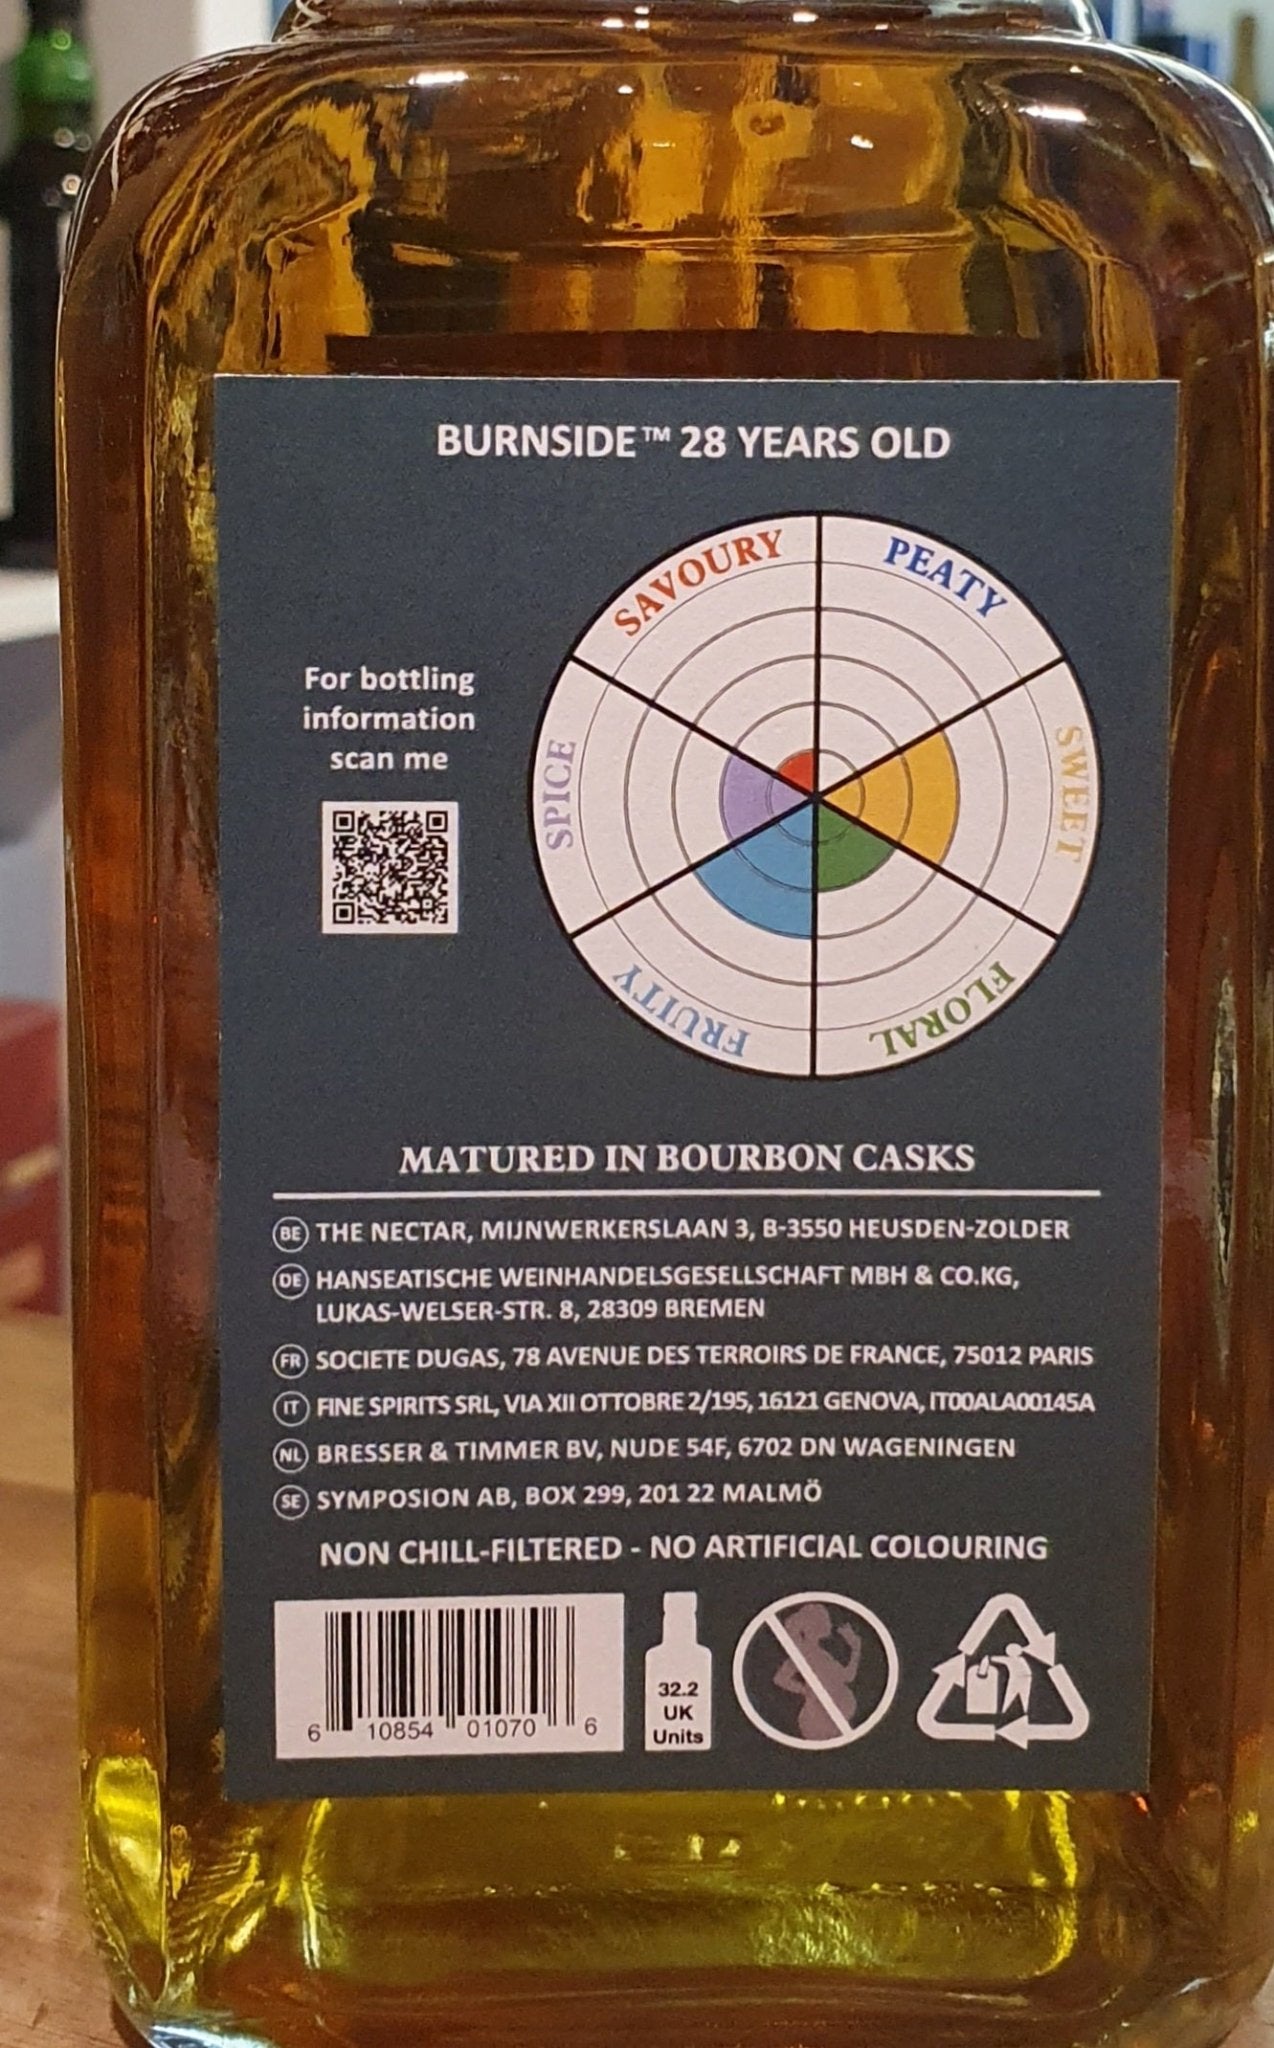 BURNSIDE™ 28 YEARS OLD
SAVOURY
PEATY
SWEET
FLORAL
FRUITY
SPICE
For bottling
information
scan me
MATURED IN BOURBON CASKS
BE THE NECTAR, MIJNWERKERSLAAN 3, B-3550 HEUSDEN-ZOLDER
DE HANSEATISCHE WEINHANDELSGESELLSCHAFT MBH & CO.KG,
LUKAS-WELSER-STR. 8, 28309 BREMEN
FR SOCIETE DUGAS, 78 AVENUE DES TERROIRS DE FRANCE, 75012 PARIS
IT FINE SPIRITS SRL, VIA XII OTTOBRE 2/195, 16121 GENOVA, IT00ALA00145A
NL BRESSER & TIMMER BV, NUDE 54F, 6702 DN WAGENINGEN
SE SYMPOSION AB, BOX 299, 201 22 MALMÖ
NON CHILL-FILTERED - NO ARTIFICIAL COLOURING
6 10854 01070 6
32.2
UK
Units